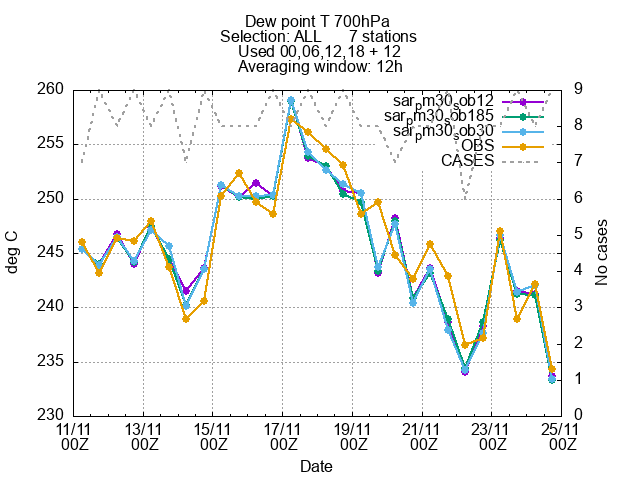 Dew point T 700hPa
Selection: ALL 7 stations
Used 00,06,12,18 + 12
Averaging window: 12h
260
255
250
245
240
235
230
deg C
9
8
7
6
5
4
3
2
1
0
No cases
sarpm30sob12
sarpm30sob185
sarpm30sob30
OBS
CASES
11/11 13/11 15/11 17/11 19/11 21/11 23/11 25/11
00Z 00Z 00Z 00Z 00Z 00Z 00Z 00Z
Date